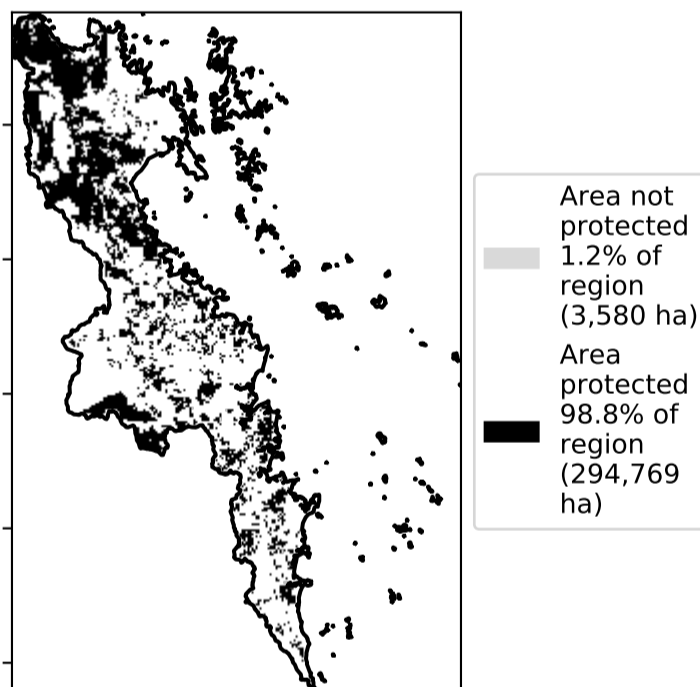 Area not
protected
1.2% of
region
(3,580 ha)
Area
protected
98.8% of
region
(294,769
ha)